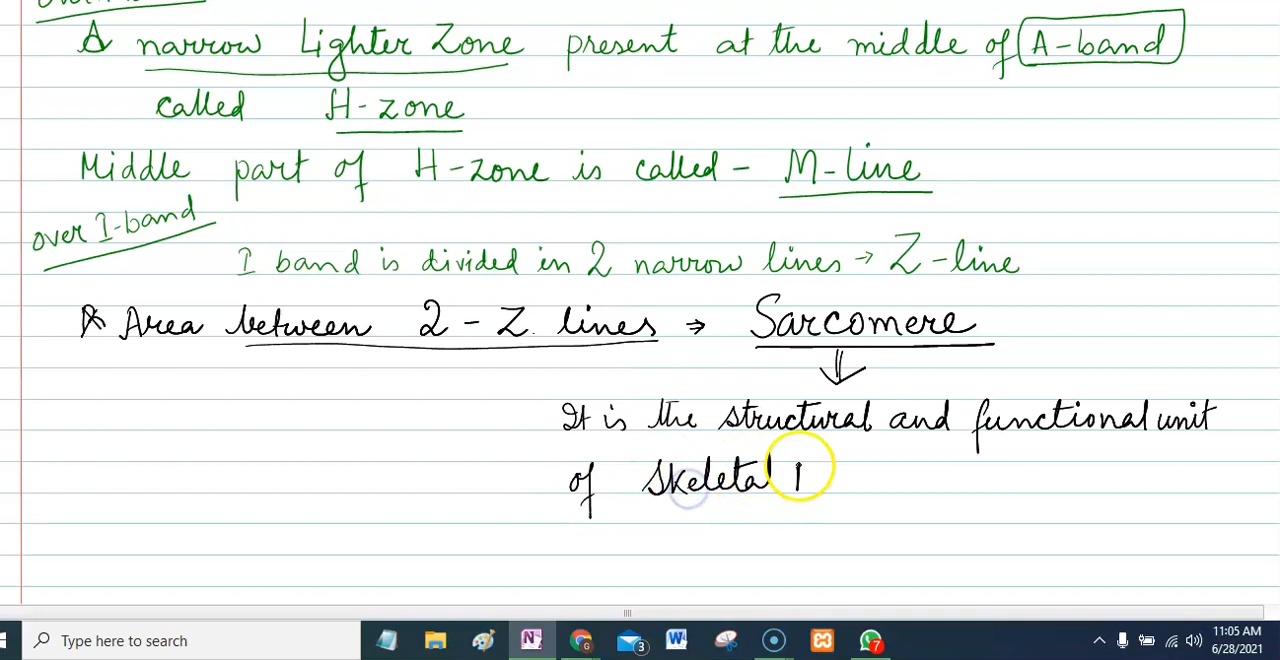 A narrow Lighter Zone present at the middle of A-band
called H-zone
Middle part of H-zone is called - M-line
over I-band
I band is divided in 2 narrow lines → Z-line
Area between 2 - Z. lines ⇒ Sarcomere
It is the structural and functional unit
of skeletal
Type here to search
3
7
11:05 AM
6/28/2021